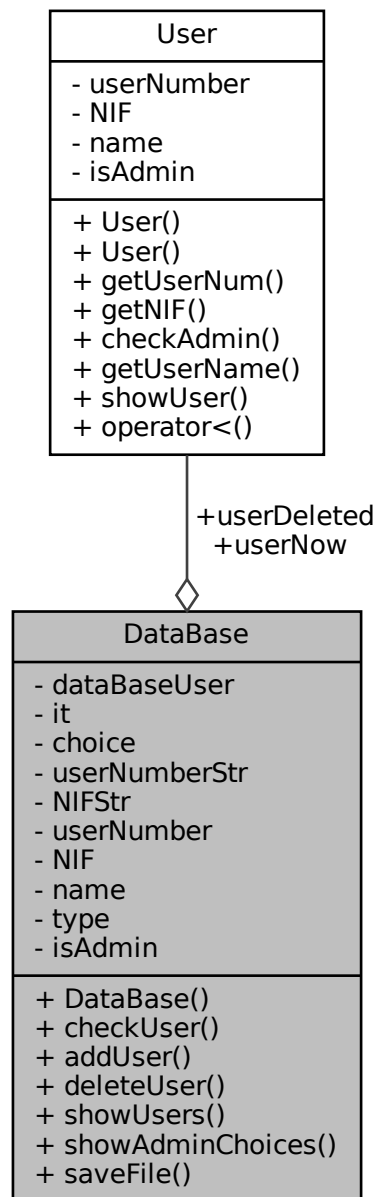 User
- userNumber
- NIF
- name
- isAdmin
+ User()
+ User()
+ getUserNum()
+ getNIF()
+ checkAdmin()
+ getUserName()
+ showUser()
+ operator<()
+userDeleted
+userNow
DataBase
- dataBaseUser
- it
- choice
- userNumberStr
- NIFStr
- userNumber
- NIF
- name
- type
- isAdmin
+ DataBase()
+ checkUser()
+ addUser()
+ deleteUser()
+ showUsers()
+ showAdminChoices()
+ saveFile()